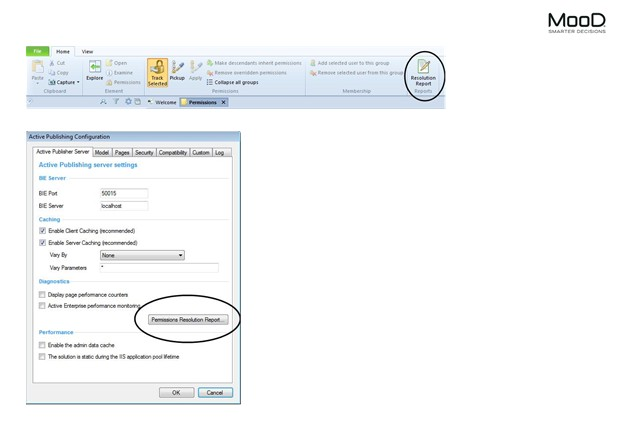 MOOD
SMARTER DECISIONS
File Home View
Paste Cut Copy Capture Clipboard
Explore Open Examine Permissions Element
Track Selected Pickup Apply Make descendants inherit permissions Remove overridden permissions Collapse all groups Permissions
Add selected user to this group Remove selected user from this group Membership
Resolution Report Reports
Welcome Permissions X
Active Publishing Configuration
Active Publisher Server Model Pages Security Compatibility Custom Log
Active Publishing server settings
BIE Server
BIE Port 50015
BIE Server localhost
Caching
Enable Client Caching (recommended)
Enable Server Caching (recommended)
Vary By None
Vary Parameters *
Diagnostics
Display page performance counters
Active Enterprise performance monitoring
Permissions Resolution Report...
Performance
Enable the admin data cache
The solution is static during the IIS application pool lifetime
OK Cancel